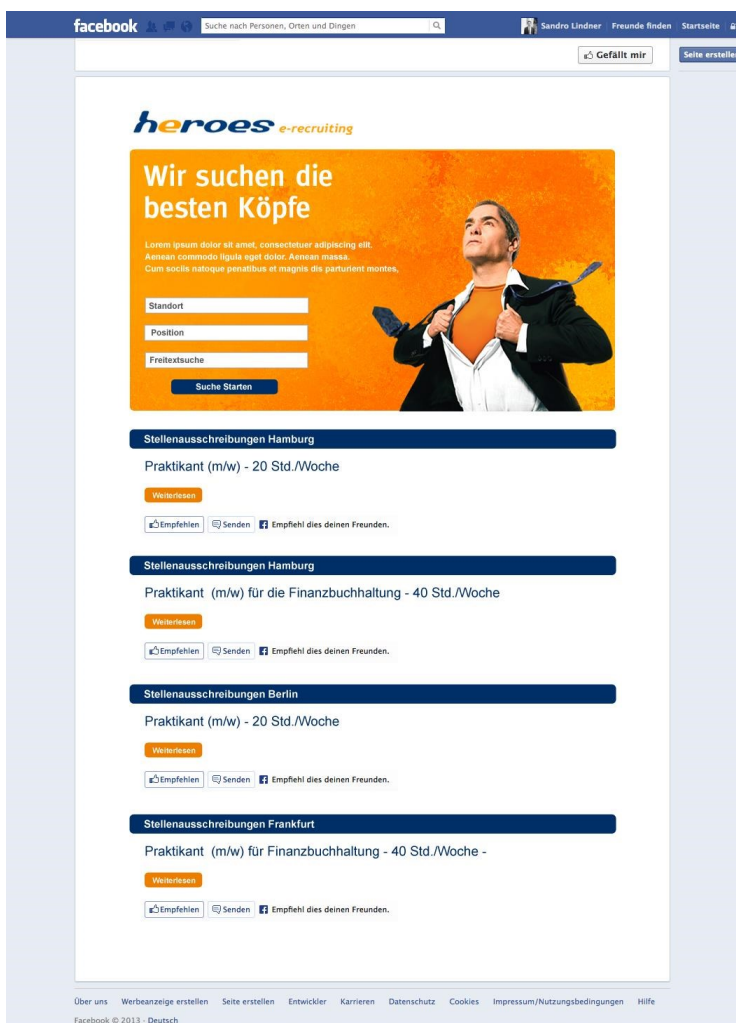 facebook
Suche nach Personen, Orten und Dingen
Sandro Lindner Freunde finden Startseite
Gefällt mir
Seite erstellen
heroes e-recruiting
Wir suchen die
besten Köpfe
Lorem ipsum dolor sit amet, consectetuer adipiscing elit.
Aenean commodo ligula eget dolor. Aenean massa.
Cum sociis natoque penatibus et magnis dis parturient montes,
Standort
Position
Freitextsuche
Suche Starten
Stellenausschreibungen Hamburg
Praktikant (m/w) - 20 Std./Woche
Weiterlesen
Empfehlen Senden Empfiehl dies deinen Freunden.
Stellenausschreibungen Hamburg
Praktikant (m/w) für die Finanzbuchhaltung - 40 Std./Woche
Weiterlesen
Empfehlen Senden Empfiehl dies deinen Freunden.
Stellenausschreibungen Berlin
Praktikant (m/w) - 20 Std./Woche
Weiterlesen
Empfehlen Senden Empfiehl dies deinen Freunden.
Stellenausschreibungen Frankfurt
Praktikant (m/w) für Finanzbuchhaltung - 40 Std./Woche -
Weiterlesen
Empfehlen Senden Empfiehl dies deinen Freunden.
Über uns Werbeanzeige erstellen Seite erstellen Entwickler Karrieren Datenschutz Cookies Impressum/Nutzungsbedingungen Hilfe
Facebook © 2013 - Deutsch